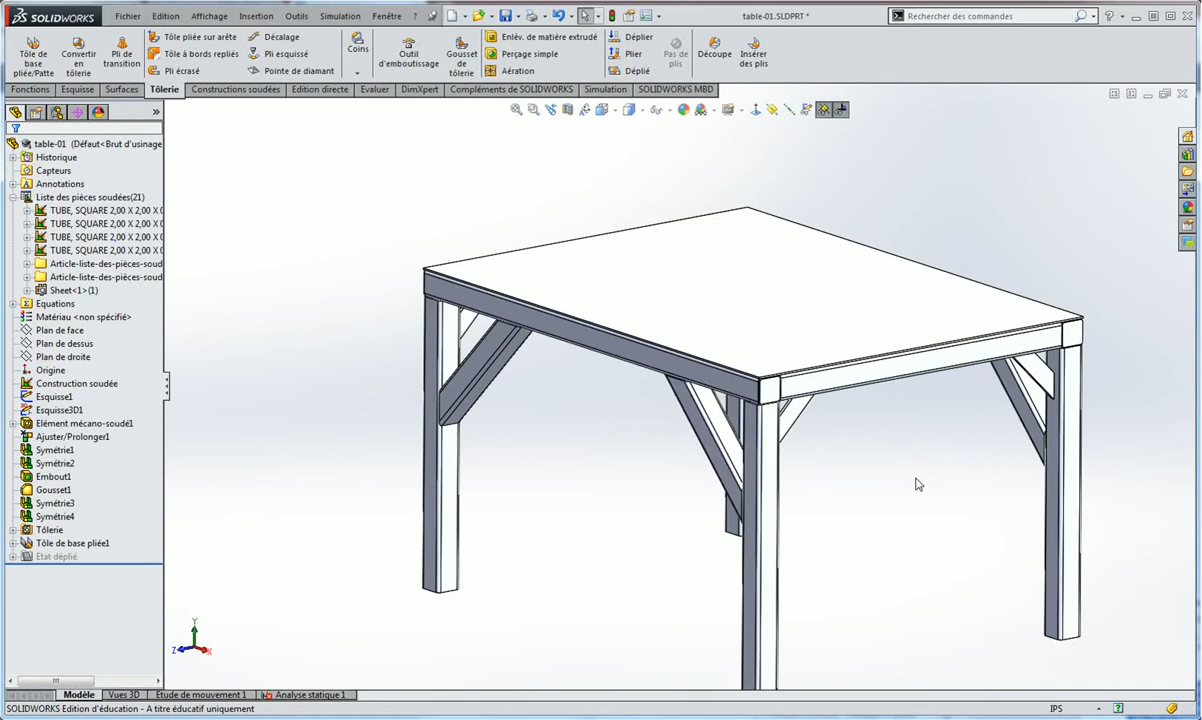 SOLIDWORKS
Fichier Edition Affichage Insertion Outils Simulation Fenêtre ?
table-01.SLDPRT *
Rechercher des commandes
Tôle de base pliée/Patte
Convertir en tôlerie
Pli de transition
Tôle pliée sur arête
Tôle à bords repliés
Pli écrasé
Décalage
Pli esquissé
Pointe de diamant
Coins
Outil d'emboutissage
Gousset de tôlerie
Enlèv. de matière extrudé
Perçage simple
Aération
Déplier
Plier
Déplié
Pas de plis
Découpe
Insérer des plis
Fonctions Esquisse Surfaces Tôlerie Constructions soudées Edition directe Evaluer DimXpert Compléments de SOLIDWORKS Simulation SOLIDWORKS MBD
table-01 (Défaut<Brut d'usinage
Historique
Capteurs
Annotations
Liste des pièces soudées(21)
TUBE, SQUARE 2,00 X 2,00 X 0
TUBE, SQUARE 2,00 X 2,00 X 0
TUBE, SQUARE 2,00 X 2,00 X 0
TUBE, SQUARE 2,00 X 2,00 X 0
Article-liste-des-pièces-soud
Article-liste-des-pièces-soud
Sheet<1>(1)
Equations
Matériau <non spécifié>
Plan de face
Plan de dessus
Plan de droite
Origine
Construction soudée
Esquisse1
Esquisse3D1
Elément mécano-soudé1
Ajuster/Prolonger1
Symétrie1
Symétrie2
Embout1
Gousset1
Symétrie3
Symétrie4
Tôlerie
Tôle de base pliée1
Etat déplié
Y
Z X
Modèle Vues 3D Etude de mouvement 1 Analyse statique 1
SOLIDWORKS Edition d'éducation - A titre éducatif uniquement
IPS